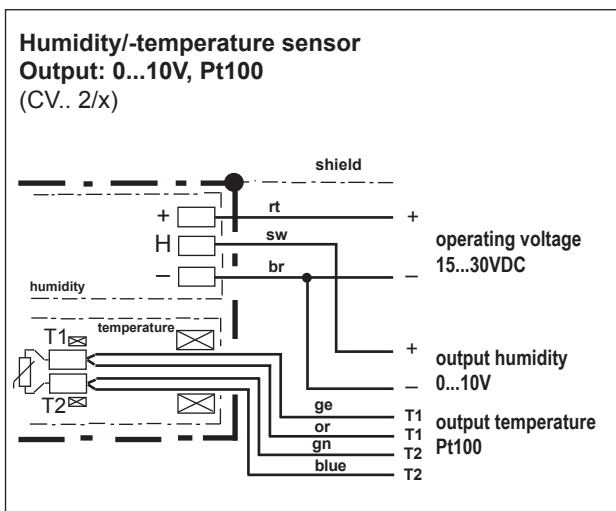 Humidity/-temperature sensor
Output: 0...10V, Pt100
(CV.. 2/x)
shield
+ rt +
H sw
operating voltage
15...30VDC
– br –
humidity
temperature
T1
T2
+
output humidity
0...10V
–
ge T1
or T1
gn T2
blue T2
output temperature
Pt100